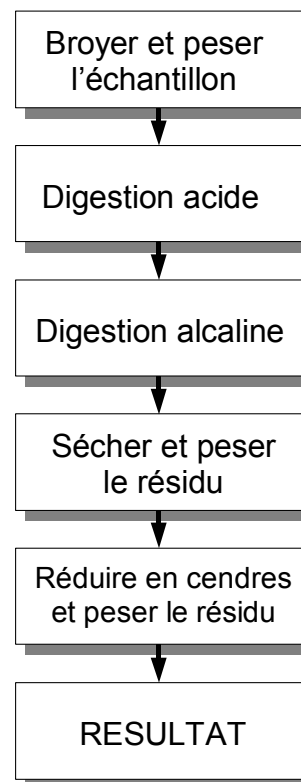 Broyer et peser
l’échantillon
Digestion acide
Digestion alcaline
Sécher et peser
le résidu
Réduire en cendres
et peser le résidu
RESULTAT